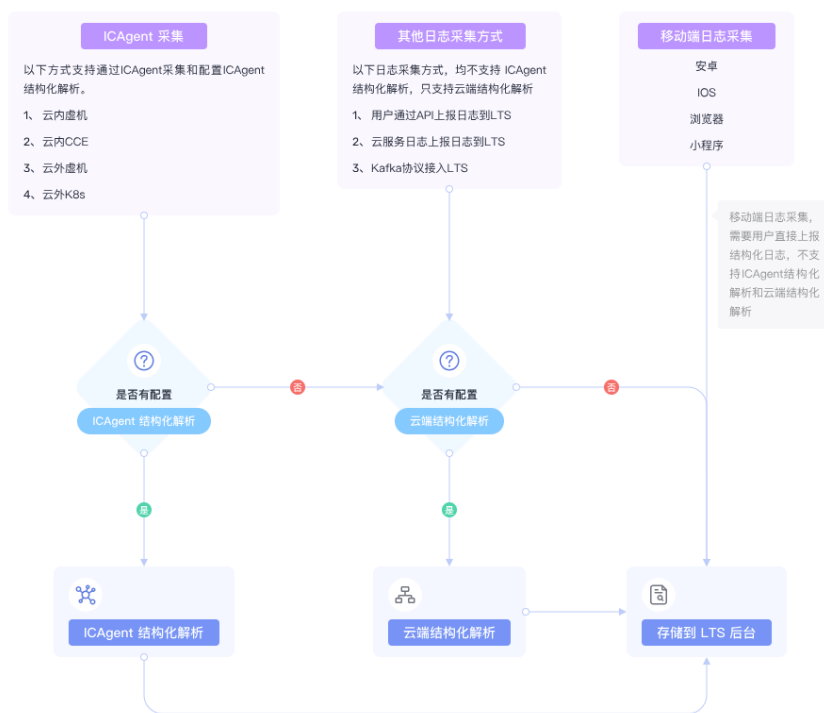 ICAgent 采集
以下方式支持通过ICAgent采集和配置ICAgent
结构化解析。
1、 云内虚机
2、云内CCE
3、云外虚机
4、云外K8s
其他日志采集方式
以下日志采集方式，均不支持 ICAgent
结构化解析，只支持云端结构化解析
1、 用户通过API上报日志到LTS
2、云服务日志上报日志到LTS
3、Kafka协议接入LTS
移动端日志采集
安卓
IOS
浏览器
小程序
移动端日志采集，
需要用户直接上报
结构化日志，不支
持ICAgent结构化
解析和云端结构化
解析
是否有配置
ICAgent 结构化解析
否
是否有配置
云端结构化解析
否
是
是
ICAgent 结构化解析
云端结构化解析
存储到 LTS 后台